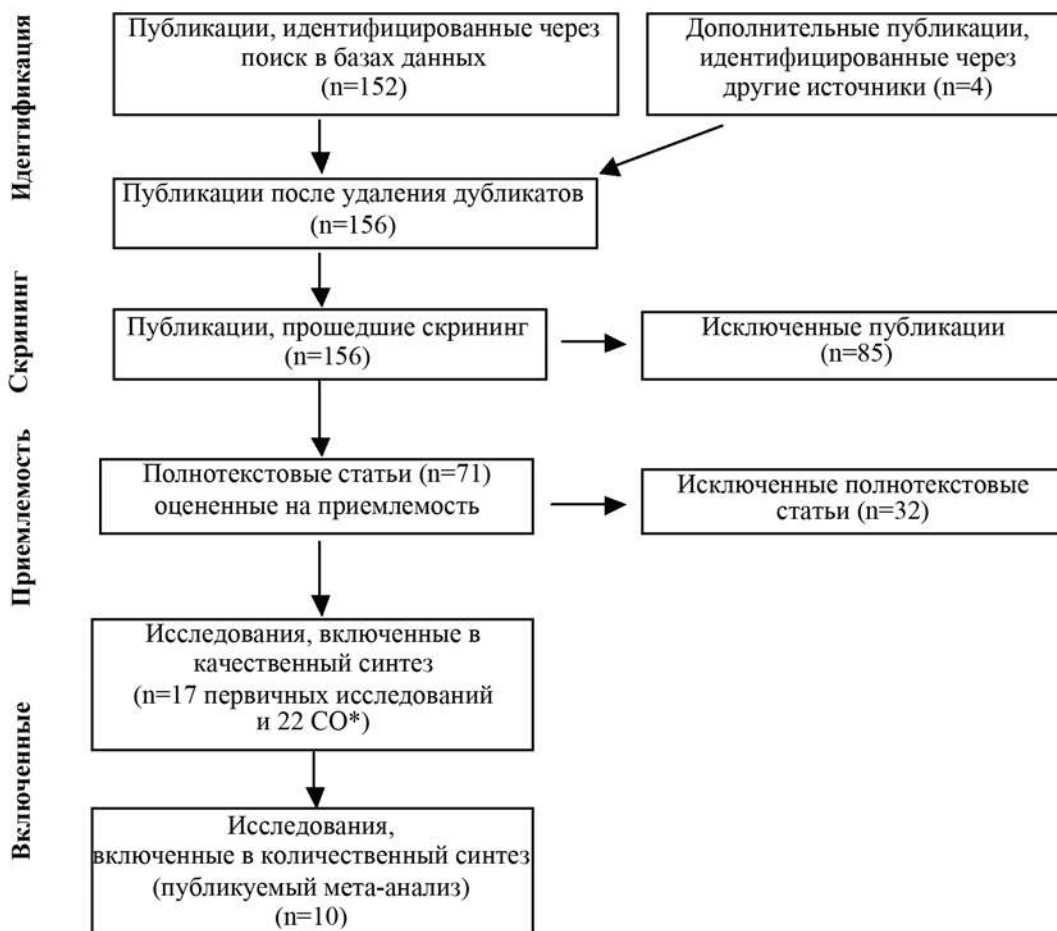 Идентификация
Публикации, идентифицированные через
поиск в базах данных
(n=152)
Дополнительные публикации,
идентифицированные через
другие источники (n=4)
Публикации после удаления дубликатов
(n=156)
Скрининг
Публикации, прошедшие скрининг
(n=156)
Исключенные публикации
(n=85)
Приемлемость
Полнотекстовые статьи (n=71)
оцененные на приемлемость
Исключенные полнотекстовые
статьи (n=32)
Включенные
Исследования, включенные в
качественный синтез
(n=17 первичных исследований
и 22 СО*)
Исследования,
включенные в количественный синтез
(публикуемый мета-анализ)
(n=10)